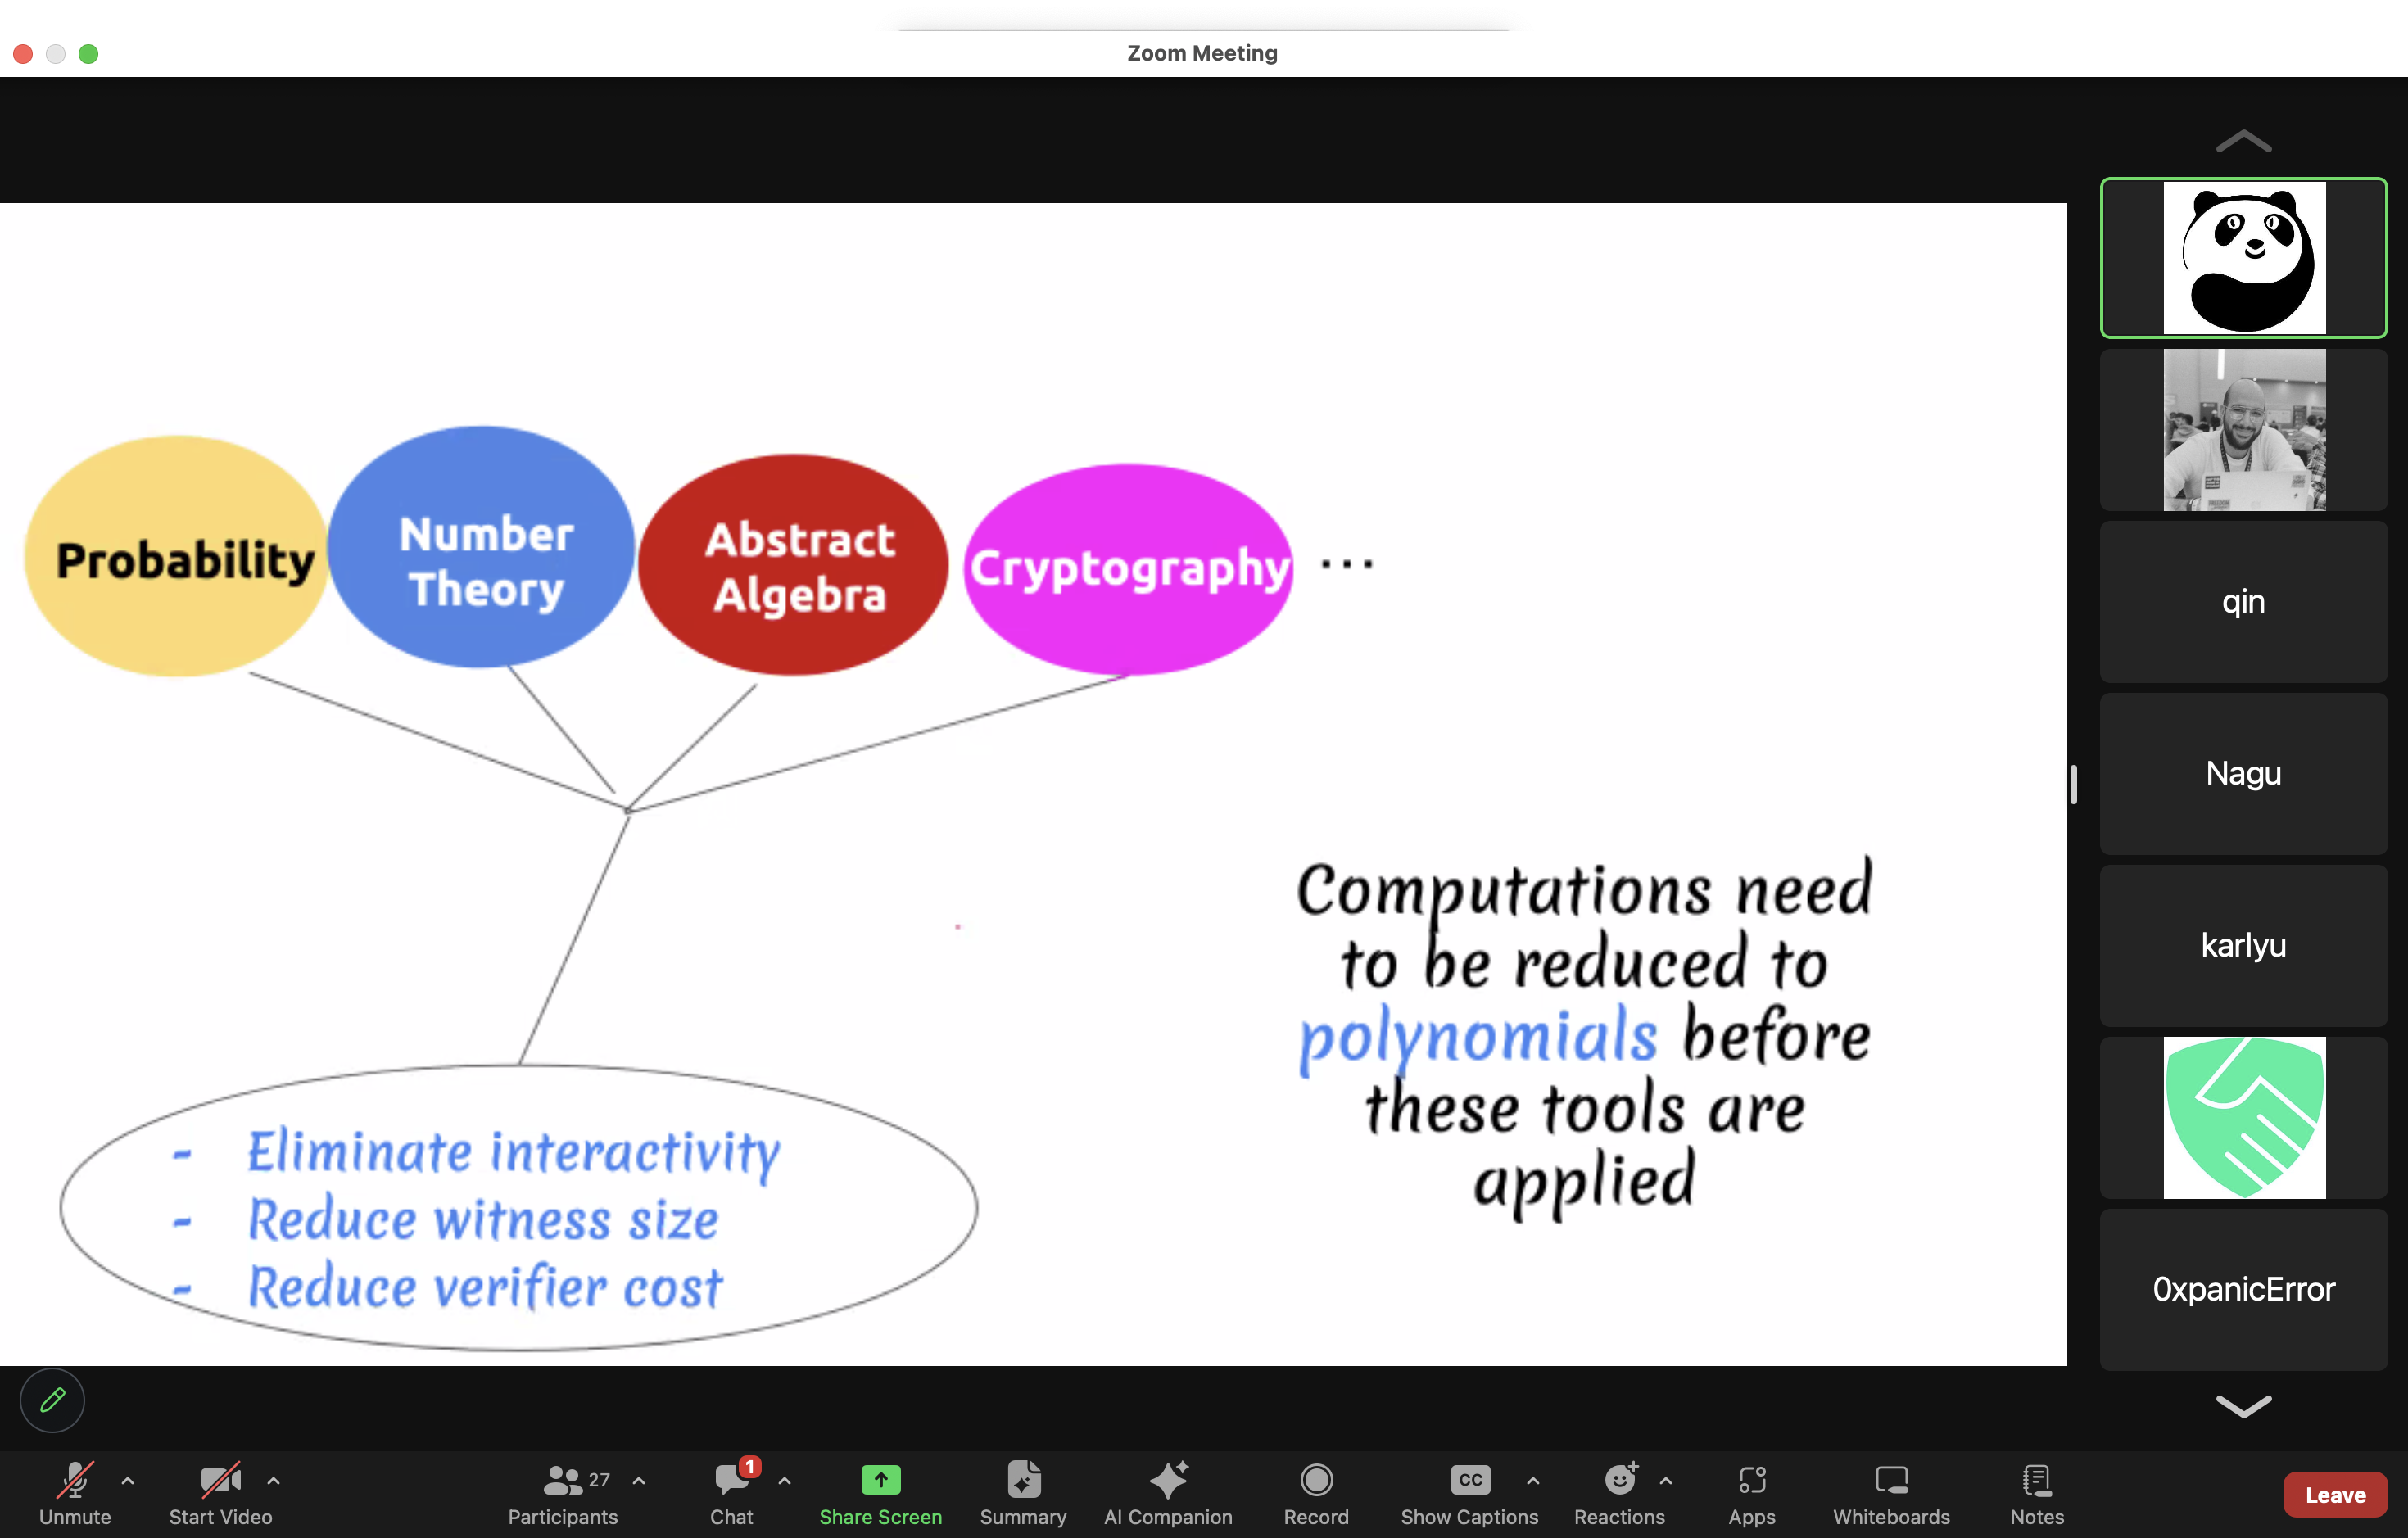 Zoom Meeting
Probability
Number
Theory
Abstract
Algebra
Cryptography
...
Computations need
to be reduced to
polynomials before
these tools are
applied
- Eliminate interactivity
- Reduce witness size
- Reduce verifier cost
qin
Nagu
karlyu
0xpanicError
27
1
CC
Unmute
Start Video
Participants
Chat
Share Screen
Summary
AI Companion
Record
Show Captions
Reactions
Apps
Whiteboards
Notes
Leave